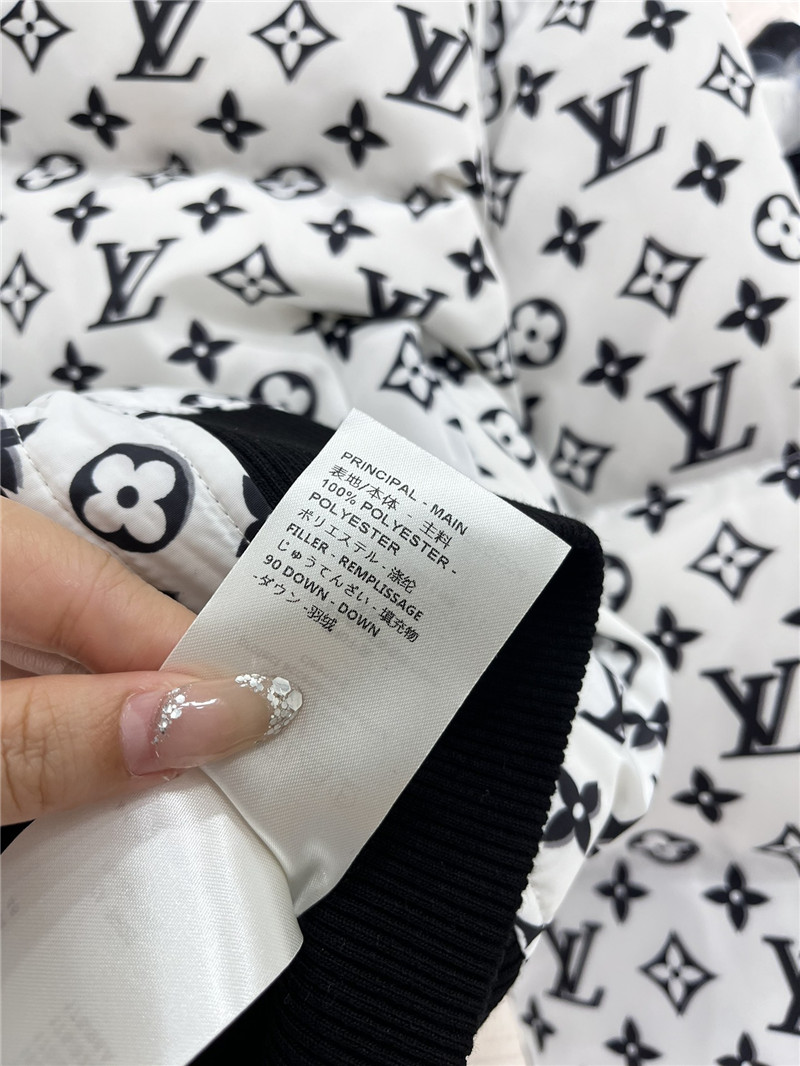 PRINCIPAL - MAIN
表地/本体 - 主料
100% POLYESTER -
POLYESTER
ポリエステル - 涤纶
FILLER - REMPLISSAGE
じゅうてんざい - 填充物
90 DOWN - DOWN
-ダウン -羽绒